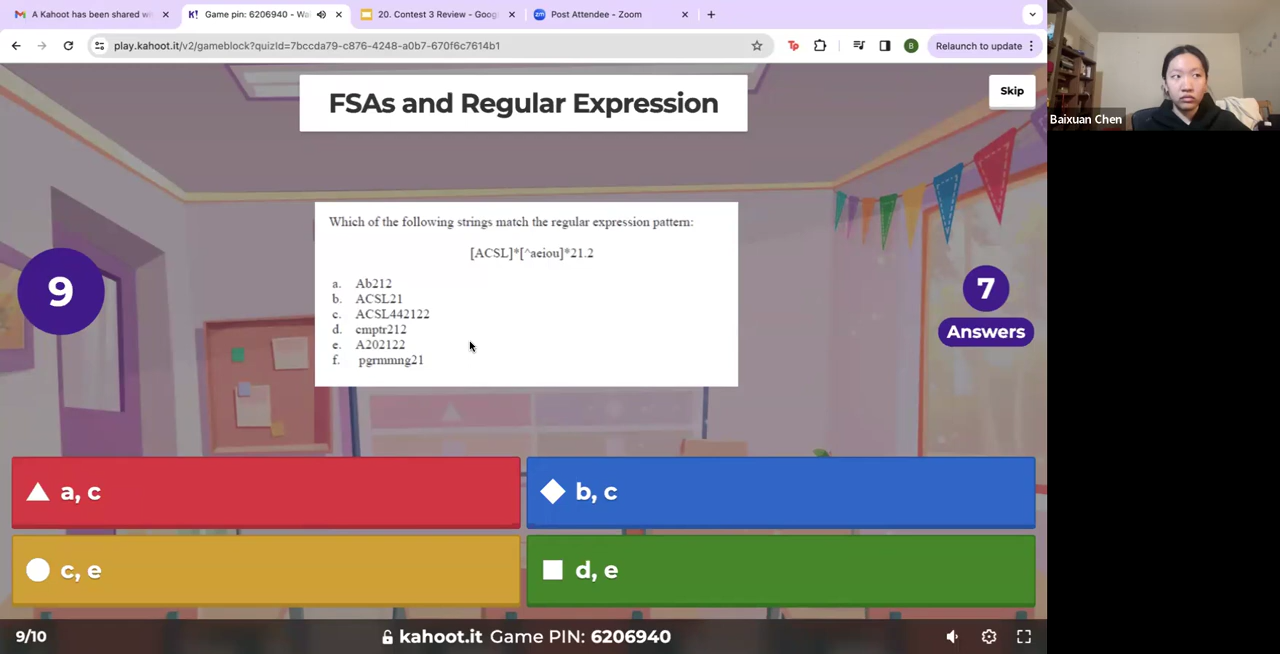 A Kahoot has been shared wi
Game pin: 6206940 - Wa
20. Contest 3 Review - Goog
Post Attendee - Zoom
play.kahoot.it/v2/gameblock?quizId=7bccda79-c876-4248-a0b7-670f6c7614b1
Relaunch to update
FSAs and Regular Expression
Skip
Baixuan Chen
Which of the following strings match the regular expression pattern:
[ACSL]*[^aeiou]*21.2
a. Ab212
b. ACSL21
c. ACSL442122
d. cmptr212
e. A202122
f. pgrmmng21
9
7
Answers
a, c
b, c
c, e
d, e
9/10
kahoot.it Game PIN: 6206940